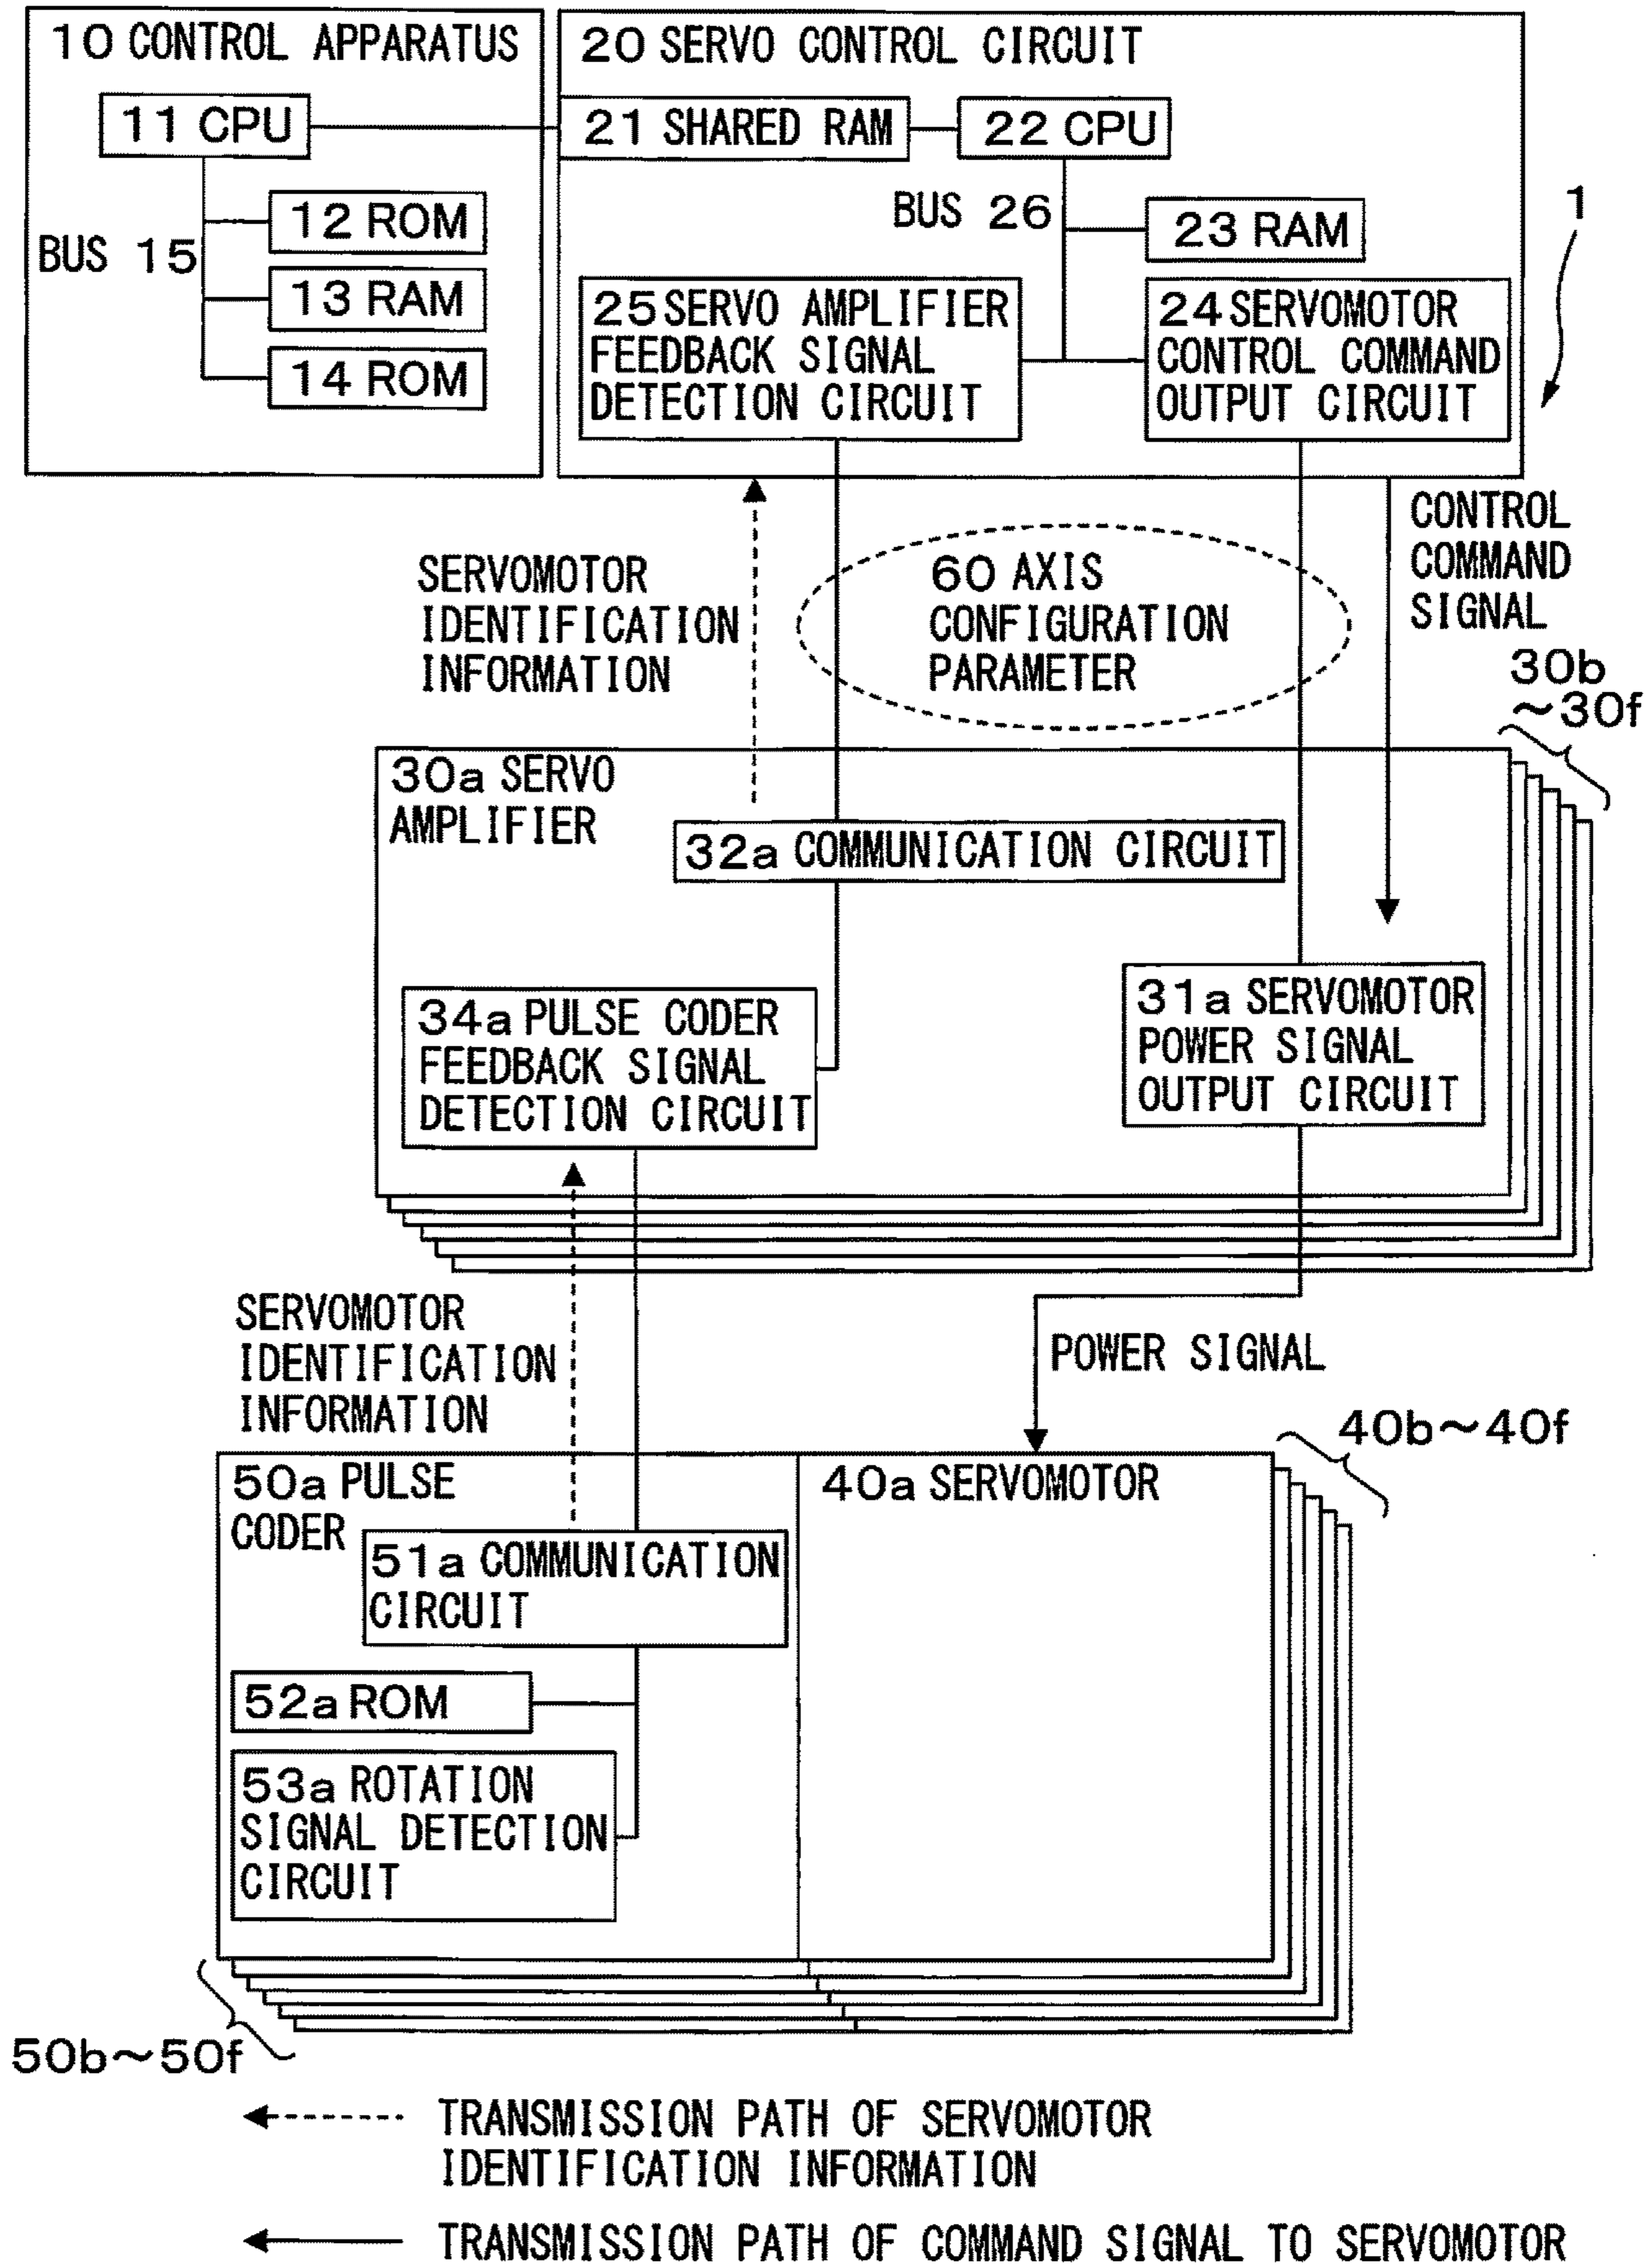 10 CONTROL APPARATUS
11 CPU
12 ROM
BUS 15
13 RAM
14 ROM
20 SERVO CONTROL CIRCUIT
21 SHARED RAM
22 CPU
BUS 26
23 RAM
25 SERVO AMPLIFIER
FEEDBACK SIGNAL
DETECTION CIRCUIT
24 SERVOMOTOR
CONTROL COMMAND
OUTPUT CIRCUIT
1
SERVOMOTOR
IDENTIFICATION
INFORMATION
60 AXIS
CONFIGURATION
PARAMETER
CONTROL
COMMAND
SIGNAL
30b
~30f
30a SERVO
AMPLIFIER
32a COMMUNICATION CIRCUIT
34a PULSE CODER
FEEDBACK SIGNAL
DETECTION CIRCUIT
31a SERVOMOTOR
POWER SIGNAL
OUTPUT CIRCUIT
SERVOMOTOR
IDENTIFICATION
INFORMATION
POWER SIGNAL
40b~40f
50a PULSE
CODER
40a SERVOMOTOR
51a COMMUNICATION
CIRCUIT
52a ROM
53a ROTATION
SIGNAL DETECTION
CIRCUIT
50b~50f
TRANSMISSION PATH OF SERVOMOTOR
IDENTIFICATION INFORMATION
TRANSMISSION PATH OF COMMAND SIGNAL TO SERVOMOTOR